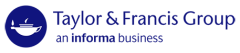 Taylor & Francis Group
an informa business